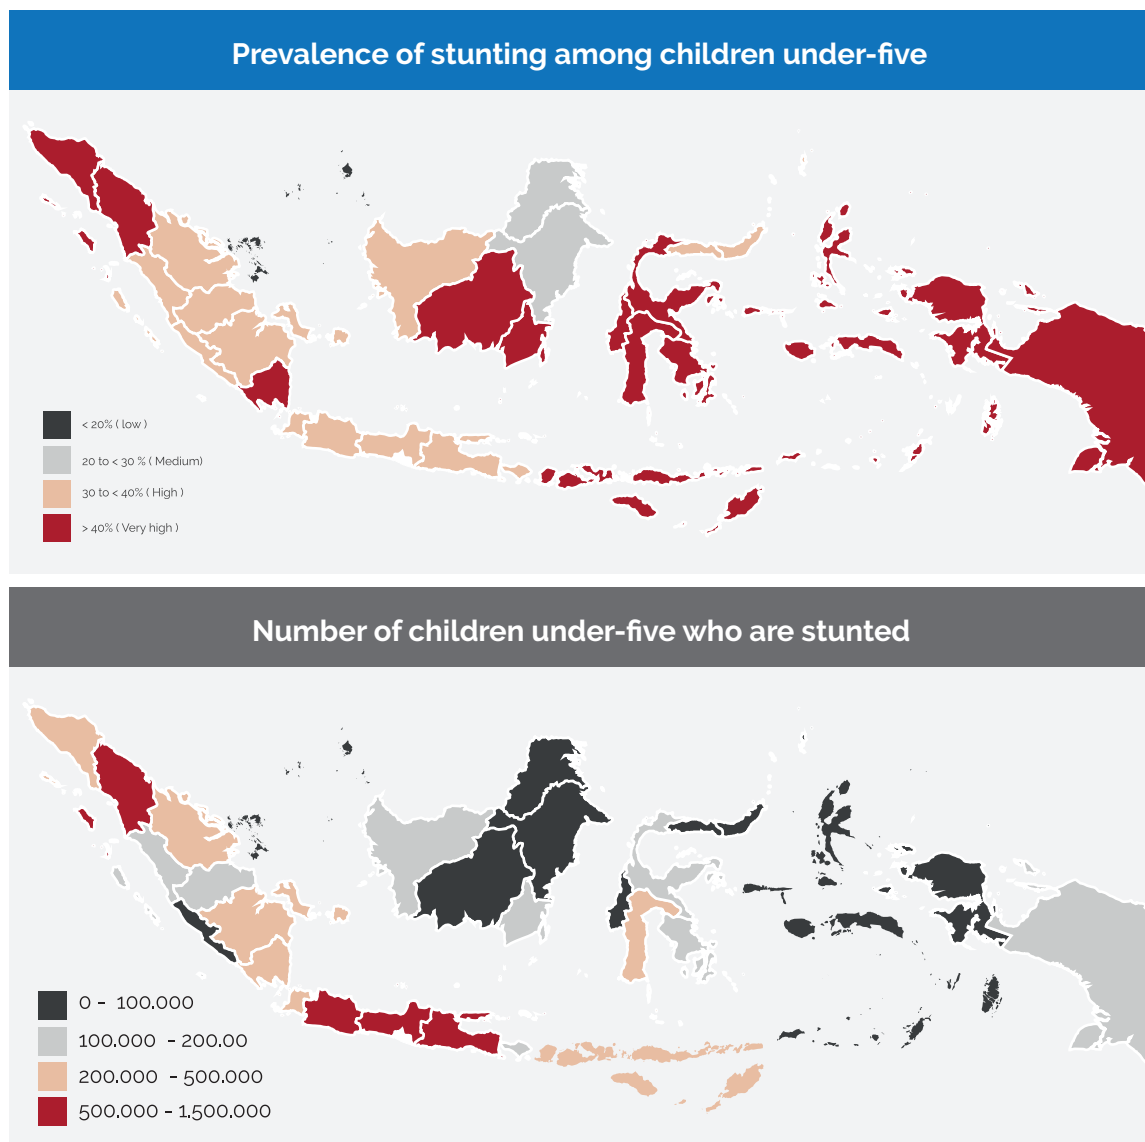 Prevalence of stunting among children under-five
< 20% ( low )
20 to < 30 % ( Medium)
30 to < 40% ( High )
> 40% ( Very high )
Number of children under-five who are stunted
0 - 100.000
100.000 - 200.00
200.000 - 500.000
500.000 - 1.500.000